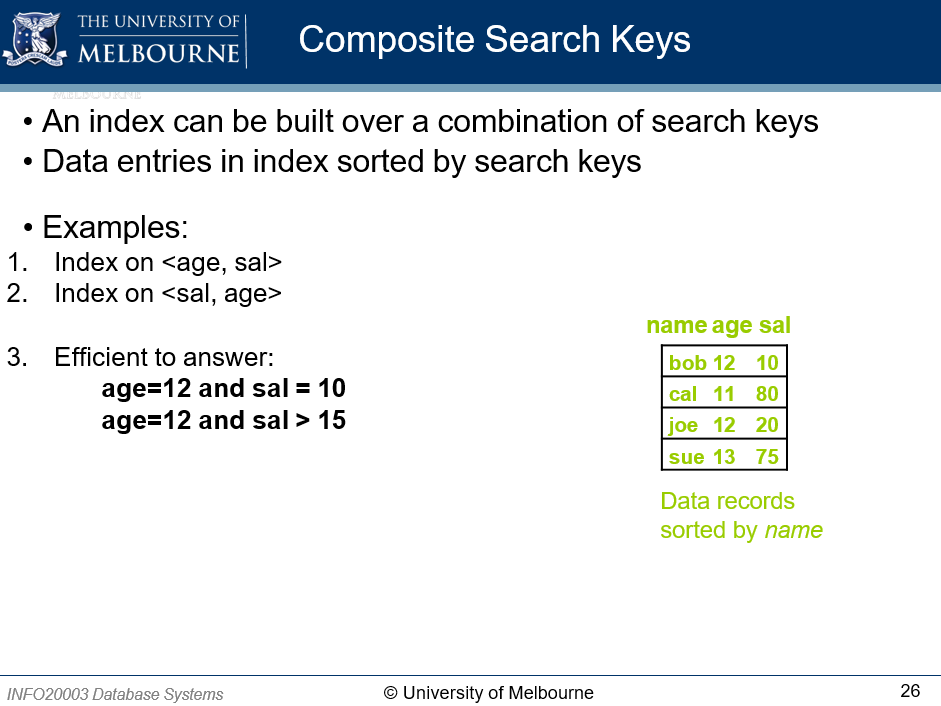 THE UNIVERSITY OF
MELBOURNE
Composite Search Keys
MELBOURNE
• An index can be built over a combination of search keys
• Data entries in index sorted by search keys
• Examples:
1. Index on <age, sal>
2. Index on <sal, age>
3. Efficient to answer:
age=12 and sal = 10
age=12 and sal > 15
name age sal
bob 12 10
cal 11 80
joe 12 20
sue 13 75
Data records
sorted by name
INFO20003 Database Systems
© University of Melbourne
26